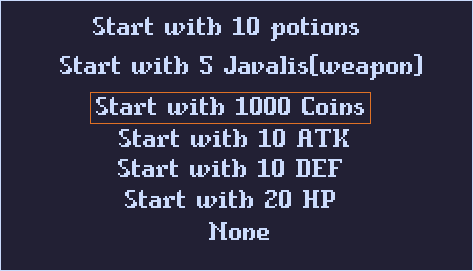 Start with 10 potions
Start with 5 Javalis(weapon)
Start with 1000 Coins
Start with 10 ATK
Start with 10 DEF
Start with 20 HP
None